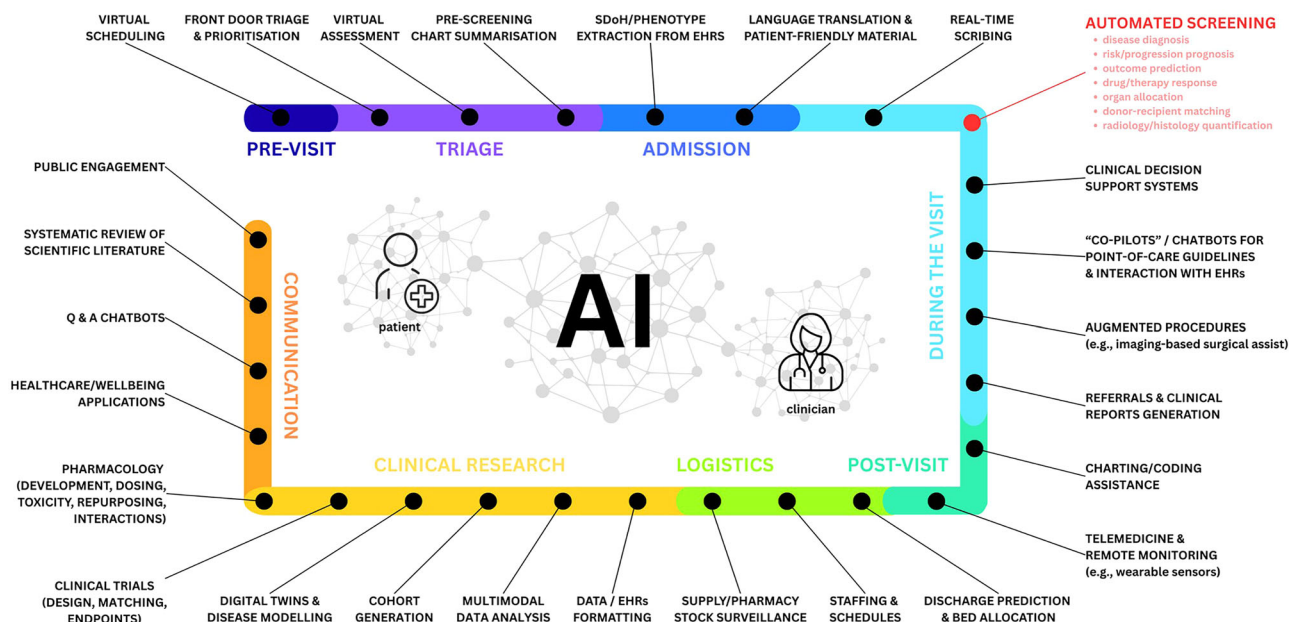 VIRTUAL
SCHEDULING
FRONT DOOR TRIAGE
& PRIORITISATION
VIRTUAL
ASSESSMENT
PRE-SCREENING
CHART SUMMARISATION
SDoH/PHENOTYPE
EXTRACTION FROM EHRS
LANGUAGE TRANSLATION &
PATIENT-FRIENDLY MATERIAL
REAL-TIME
SCRIBING
AUTOMATED SCREENING
• disease diagnosis
• risk/progression prognosis
• outcome prediction
• drug/therapy response
• organ allocation
• donor-recipient matching
• radiology/histology quantification
PRE-VISIT
TRIAGE
ADMISSION
DURING THE VISIT
CLINICAL DECISION
SUPPORT SYSTEMS
“CO-PILOTS” / CHATBOTS FOR
POINT-OF-CARE GUIDELINES
& INTERACTION WITH EHRs
AUGMENTED PROCEDURES
(e.g., imaging-based surgical assist)
REFERRALS & CLINICAL
REPORTS GENERATION
CHARTING/CODING
ASSISTANCE
TELEMEDICINE &
REMOTE MONITORING
(e.g., wearable sensors)
PUBLIC ENGAGEMENT
SYSTEMATIC REVIEW OF
SCIENTIFIC LITERATURE
Q & A CHATBOTS
HEALTHCARE/WELLBEING
APPLICATIONS
PHARMACOLOGY
(DEVELOPMENT, DOSING,
TOXICITY, REPURPOSING,
INTERACTIONS)
COMMUNICATION
patient
AI
clinician
CLINICAL RESEARCH
LOGISTICS
POST-VISIT
CLINICAL TRIALS
(DESIGN, MATCHING,
ENDPOINTS)
DIGITAL TWINS &
DISEASE MODELLING
COHORT
GENERATION
MULTIMODAL
DATA ANALYSIS
DATA / EHRs
FORMATTING
SUPPLY/PHARMACY
STOCK SURVEILLANCE
STAFFING &
SCHEDULES
DISCHARGE PREDICTION
& BED ALLOCATION